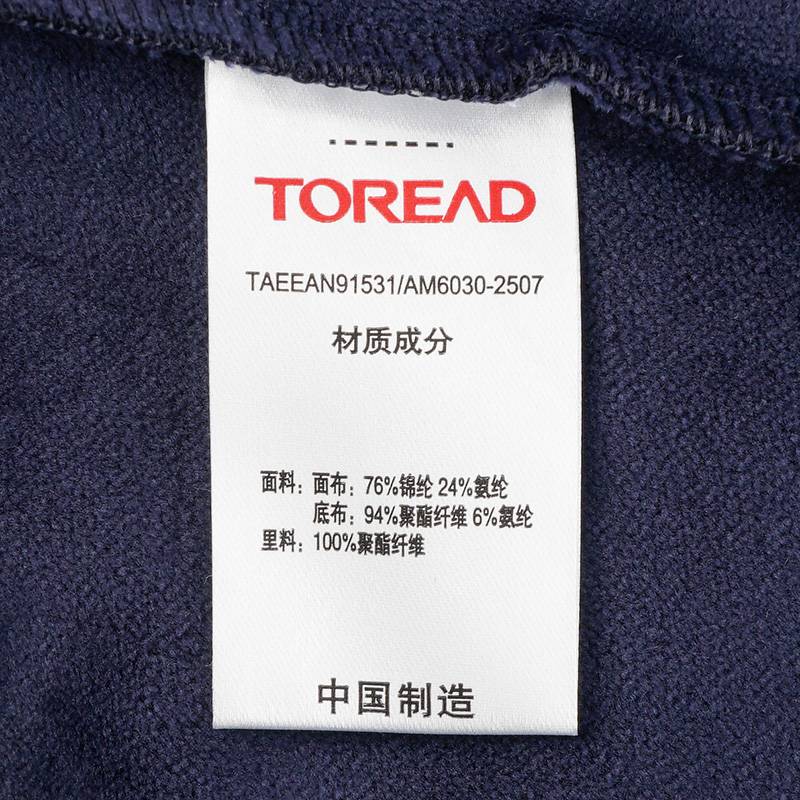 TOREAD
TAEEAN91531/AM6030-2507
材质成分
面料：面布：76%锦纶 24%氨纶
底布：94%聚酯纤维 6%氨纶
里料：100%聚酯纤维
中国制造